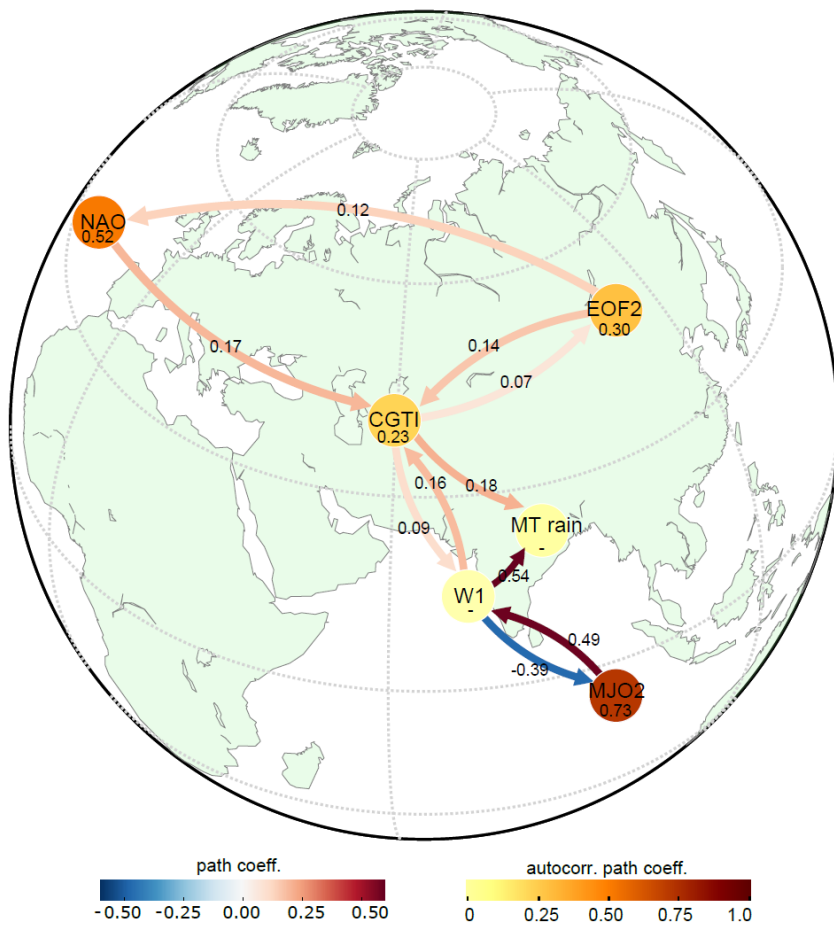 0.12
NAO
0.52
EOF2
0.30
0.17
0.14
0.07
CGTI
0.23
0.16
0.18
0.09
MT rain
-
0.54
W1
-
0.49
-0.39
MJO2
0.73
path coeff.
autocorr. path coeff.
-0.50 -0.25 0.00 0.25 0.50
0 0.25 0.50 0.75 1.0